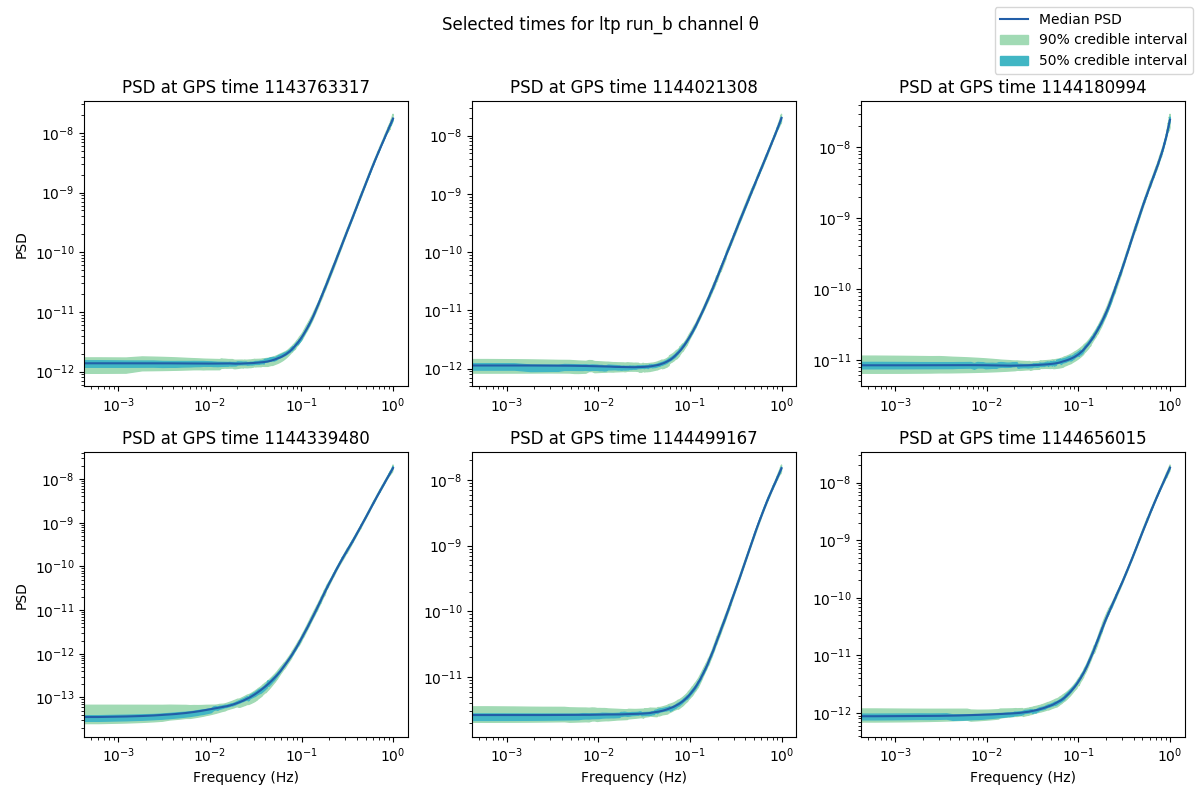 Selected times for ltp run_b channel θ
Median PSD
90% credible interval
50% credible interval
PSD at GPS time 1143763317
PSD at GPS time 1144021308
PSD at GPS time 1144180994
PSD
10⁻⁸
10⁻⁹
10⁻¹⁰
10⁻¹¹
10⁻¹²
10⁻³ 10⁻² 10⁻¹ 10⁰
10⁻⁸
10⁻⁹
10⁻¹⁰
10⁻¹¹
10⁻¹²
10⁻³ 10⁻² 10⁻¹ 10⁰
10⁻⁸
10⁻⁹
10⁻¹⁰
10⁻¹¹
10⁻³ 10⁻² 10⁻¹ 10⁰
PSD at GPS time 1144339480
PSD at GPS time 1144499167
PSD at GPS time 1144656015
PSD
10⁻⁸
10⁻⁹
10⁻¹⁰
10⁻¹¹
10⁻¹²
10⁻¹³
10⁻³ 10⁻² 10⁻¹ 10⁰
Frequency (Hz)
10⁻⁸
10⁻⁹
10⁻¹⁰
10⁻¹¹
10⁻³ 10⁻² 10⁻¹ 10⁰
Frequency (Hz)
10⁻⁸
10⁻⁹
10⁻¹⁰
10⁻¹¹
10⁻¹²
10⁻³ 10⁻² 10⁻¹ 10⁰
Frequency (Hz)